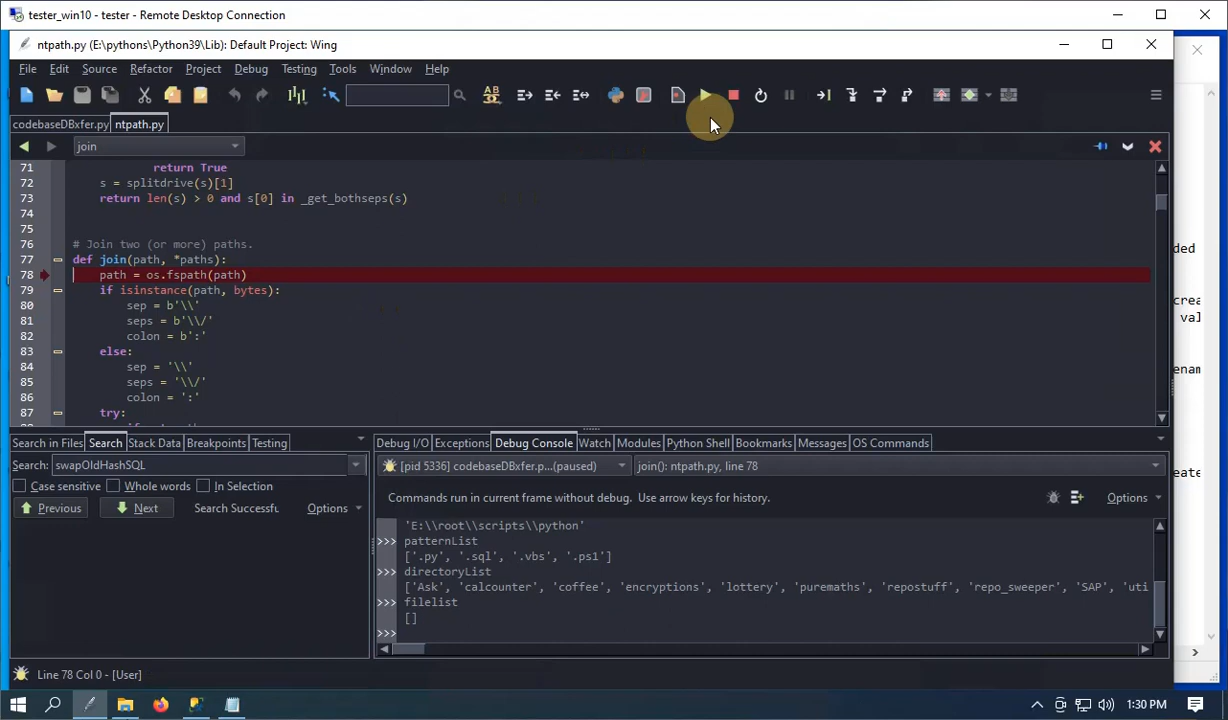 tester_win10 - tester - Remote Desktop Connection
ntpath.py (E:\pythons\Python39\Lib): Default Project: Wing
File Edit Source Refactor Project Debug Testing Tools Window Help
codebaseDBxfer.py ntpath.py
join
71 return True
72 s = splitdrive(s)[1]
73 return len(s) > 0 and s[0] in _get_bothseps(s)
74
75
76 # Join two (or more) paths.
77 def join(path, *paths):
78 path = os.fspath(path)
79 if isinstance(path, bytes):
80 sep = b'\\'
81 seps = b'\\/'
82 colon = b':'
83 else:
84 sep = '\\'
85 seps = '\\/'
86 colon = ':'
87 try:
ded
crea
val
enam
eate
Search in Files Search Stack Data Breakpoints Testing
Search: swapOldHashSQL
Case sensitive Whole words In Selection
Previous Next Search Successfu Options
Debug I/O Exceptions Debug Console Watch Modules Python Shell Bookmarks Messages OS Commands
[pid 5336] codebaseDBxfer.p...(paused) join(): ntpath.py, line 78
Commands run in current frame without debug. Use arrow keys for history. Options
'E:\\root\\scripts\\python'
>>> patternList
['.py', '.sql', '.vbs', '.ps1']
>>> directoryList
['Ask', 'calcounter', 'coffee', 'encryptions', 'lottery', 'puremaths', 'repostuff', 'repo_sweeper', 'SAP', 'uti
>>> filelist
[]
>>>
Line 78 Col 0 - [User]
1:30 PM